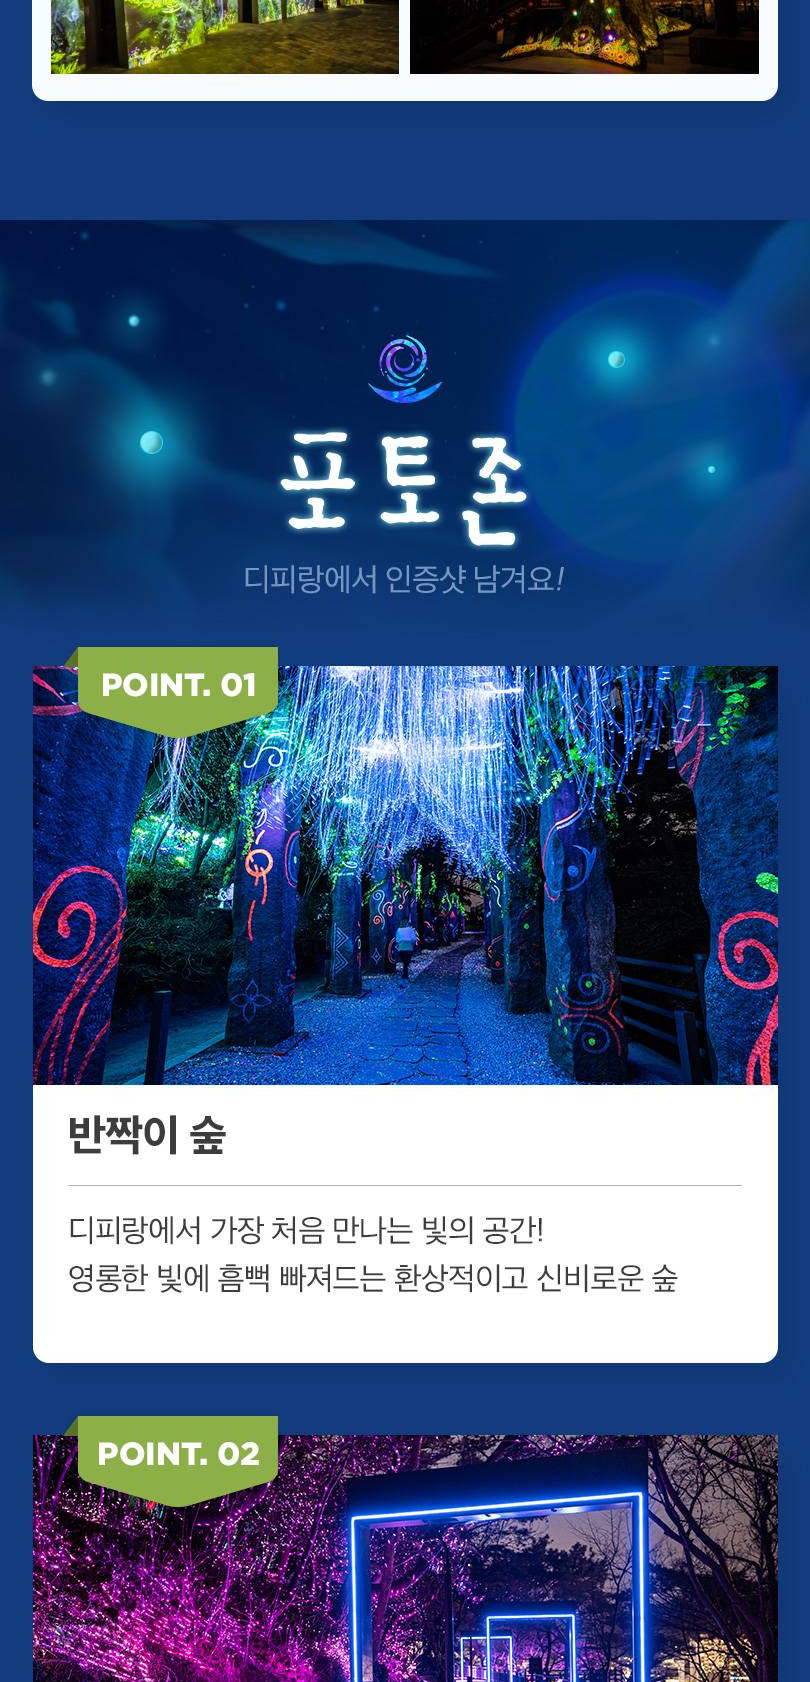 포토존
디피랑에서 인증샷 남겨요!
POINT. 01
반짝이 숲
디피랑에서 가장 처음 만나는 빛의 공간!
영롱한 빛에 흠뻑 빠져드는 환상적이고 신비로운 숲
POINT. 02